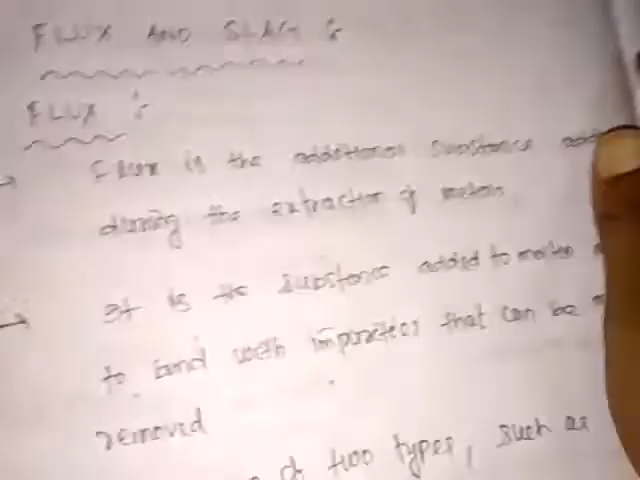 FLUX AND SLAG :
FLUX :
Flux is the additional substance
during the extraction of metals.
It is the substance added to molten
to bind with impurities that can be
removed
of two types, such as